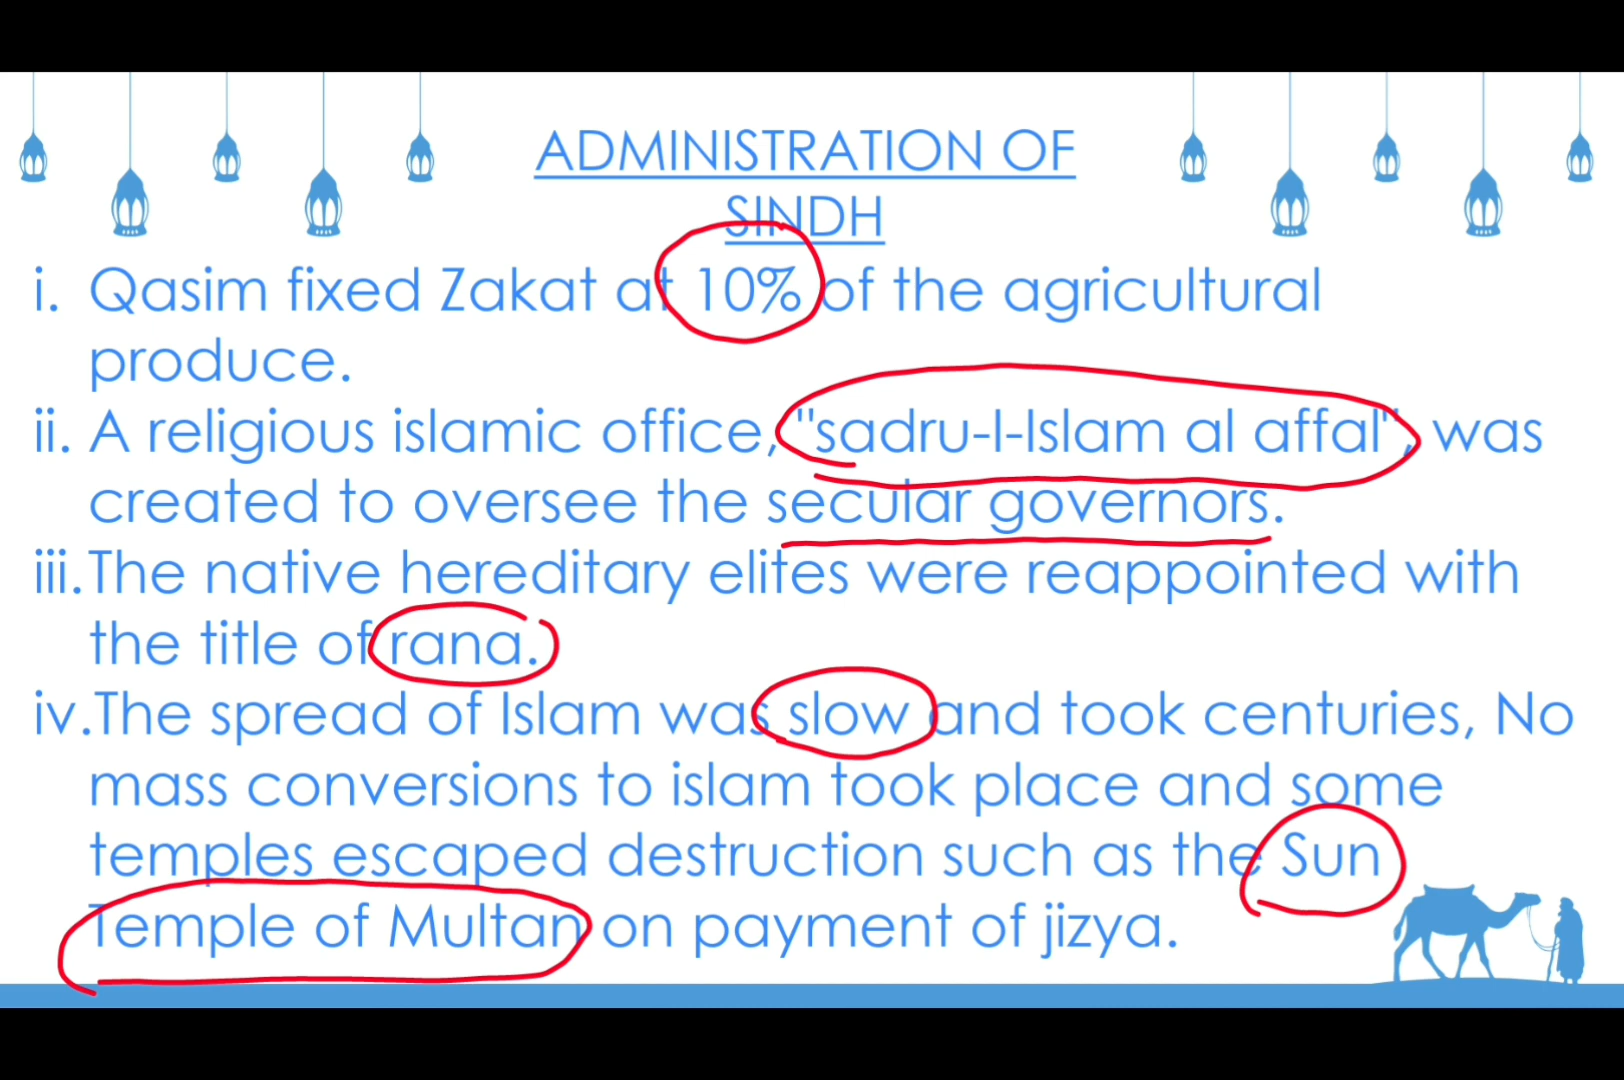 ADMINISTRATION OF
SINDH
i. Qasim fixed Zakat at 10% of the agricultural
produce.
ii. A religious islamic office, "sadru-I-Islam al affal", was
created to oversee the secular governors.
iii. The native hereditary elites were reappointed with
the title of rana.
iv. The spread of Islam was slow and took centuries, No
mass conversions to islam took place and some
temples escaped destruction such as the Sun
Temple of Multan on payment of jizya.